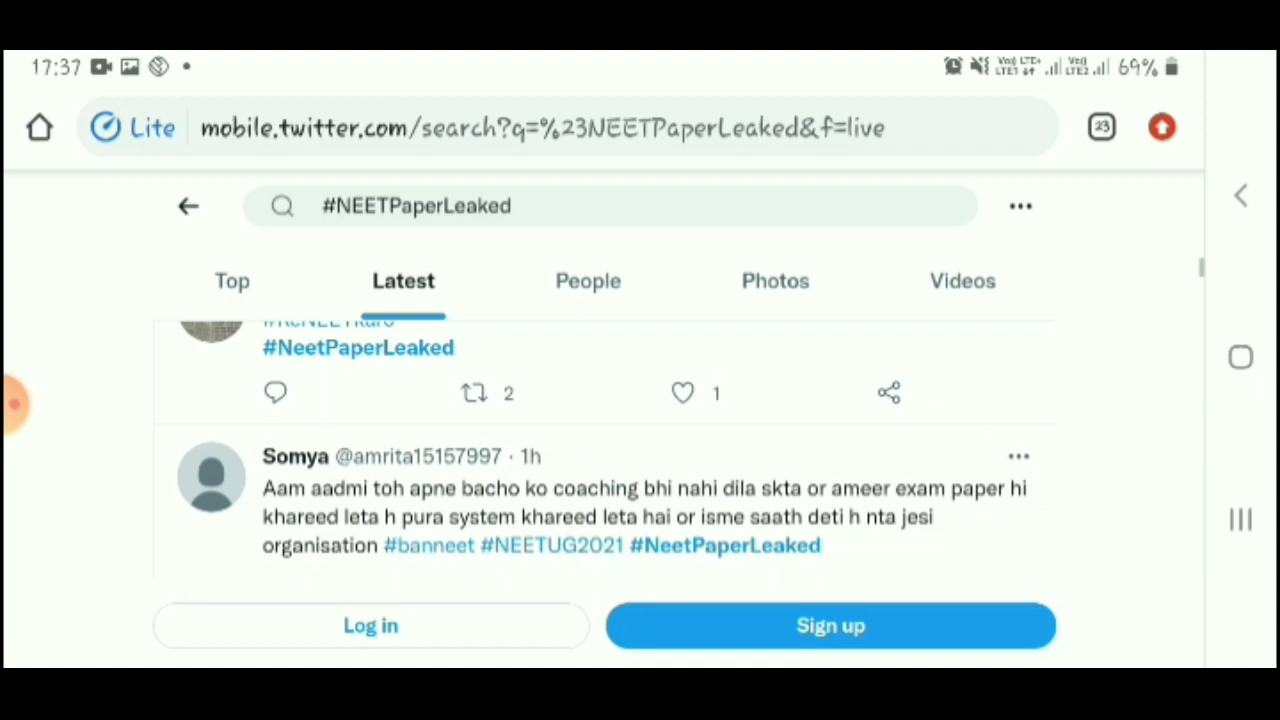 17:37 69%
Lite mobile.twitter.com/search?q=%23NEETPaperLeaked&f=live 23
#NEETPaperLeaked
Top Latest People Photos Videos
#ReNEETKaro
#NeetPaperLeaked
2 1
Somya @amrita15157997 · 1h
Aam aadmi toh apne bacho ko coaching bhi nahi dila skta or ameer exam paper hi
khareed leta h pura system khareed leta hai or isme saath deti h nta jesi
organisation #banneet #NEETUG2021 #NeetPaperLeaked
Log in Sign up